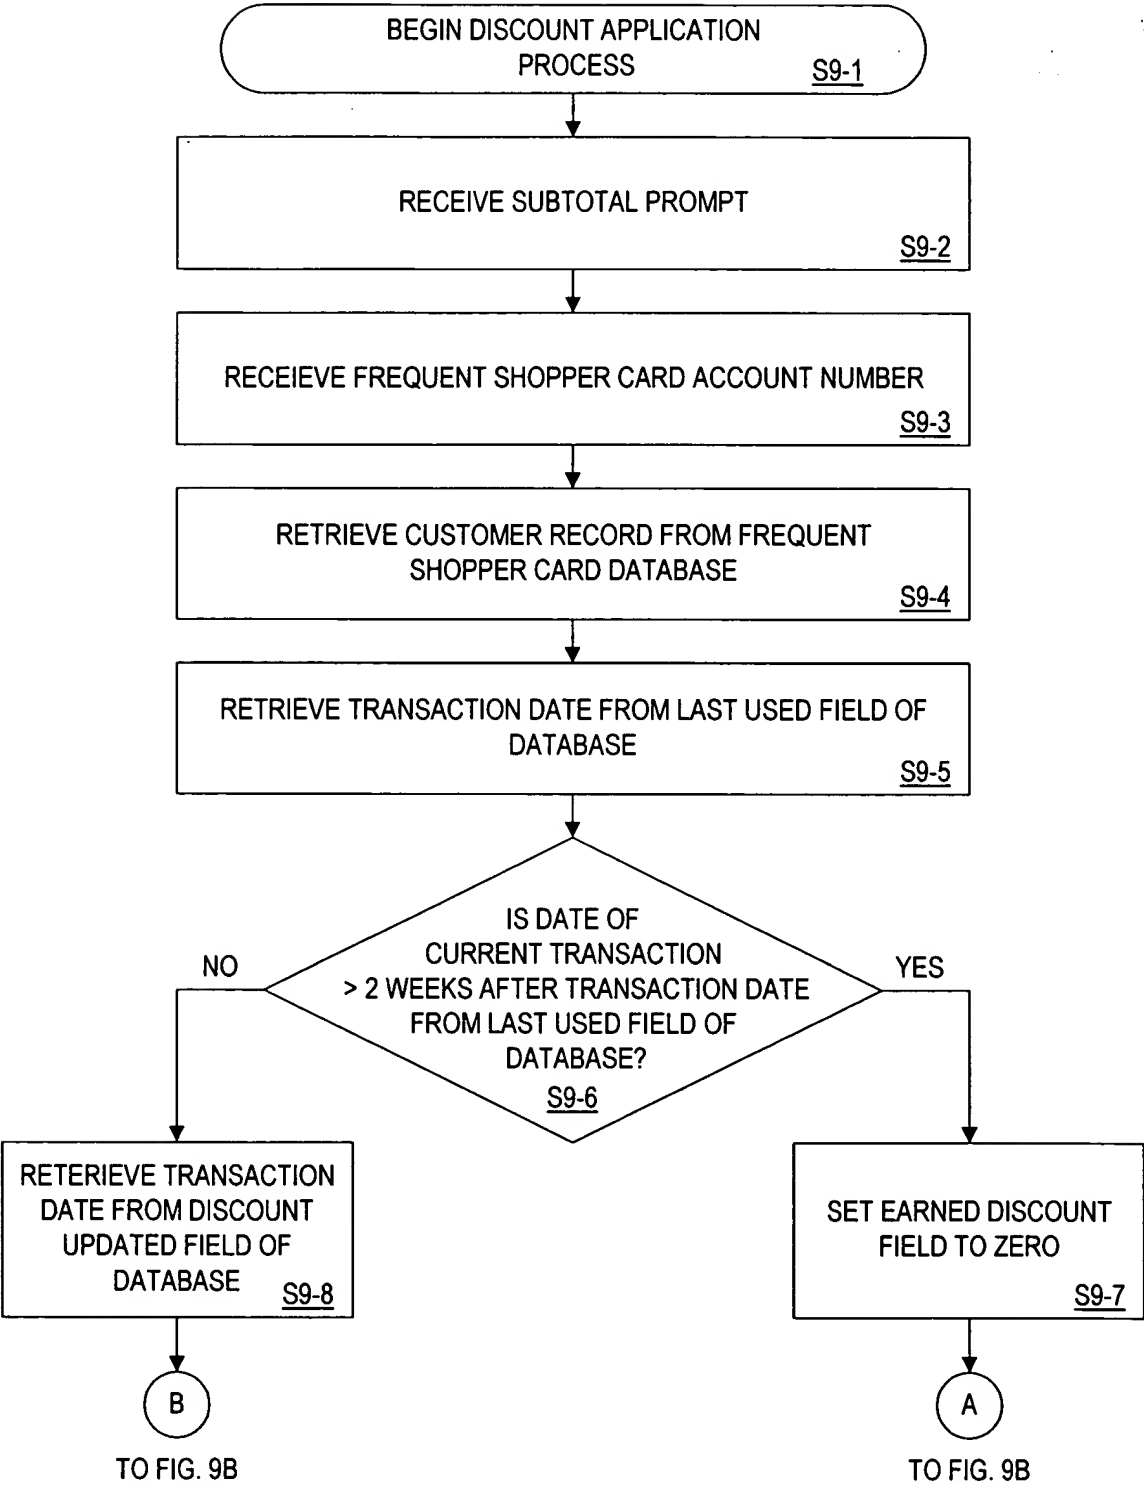 BEGIN DISCOUNT APPLICATION
PROCESS
S9-1
RECEIVE SUBTOTAL PROMPT
S9-2
RECEIEVE FREQUENT SHOPPER CARD ACCOUNT NUMBER
S9-3
RETRIEVE CUSTOMER RECORD FROM FREQUENT
SHOPPER CARD DATABASE
S9-4
RETRIEVE TRANSACTION DATE FROM LAST USED FIELD OF
DATABASE
S9-5
IS DATE OF
CURRENT TRANSACTION
> 2 WEEKS AFTER TRANSACTION DATE
FROM LAST USED FIELD OF
DATABASE?
S9-6
NO
YES
RETERIEVE TRANSACTION
DATE FROM DISCOUNT
UPDATED FIELD OF
DATABASE
S9-8
SET EARNED DISCOUNT
FIELD TO ZERO
S9-7
B
A
TO FIG. 9B
TO FIG. 9B